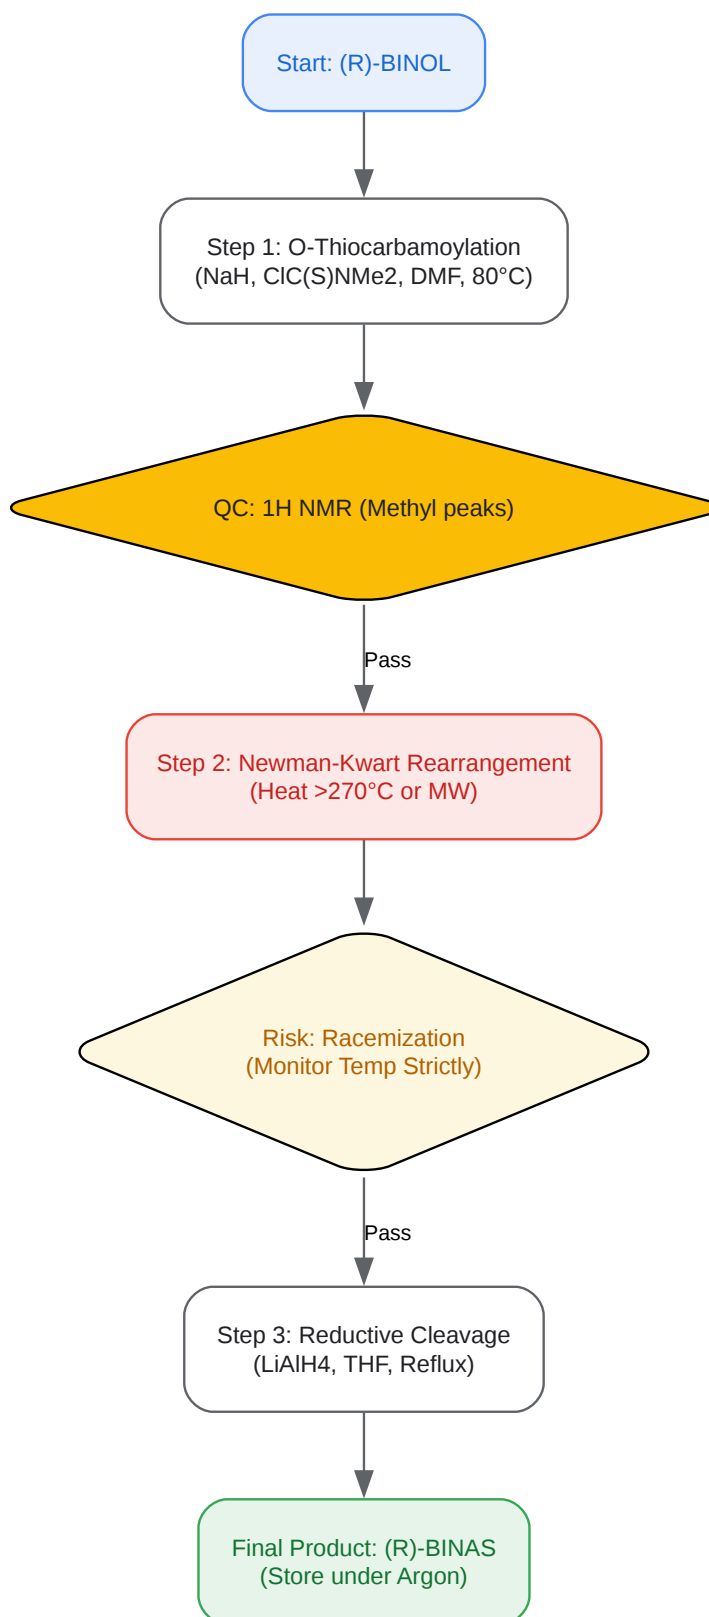 Start: (R)-BINOL
Step 1: O-Thiocarbamoylation
(NaH, ClC(S)NMe2, DMF, 80°C)
QC: 1H NMR (Methyl peaks)
Pass
Step 2: Newman-Kwart Rearrangement
(Heat >270°C or MW)
Risk: Racemization
(Monitor Temp Strictly)
Pass
Step 3: Reductive Cleavage
(LiAlH4, THF, Reflux)
Final Product: (R)-BINAS
(Store under Argon)